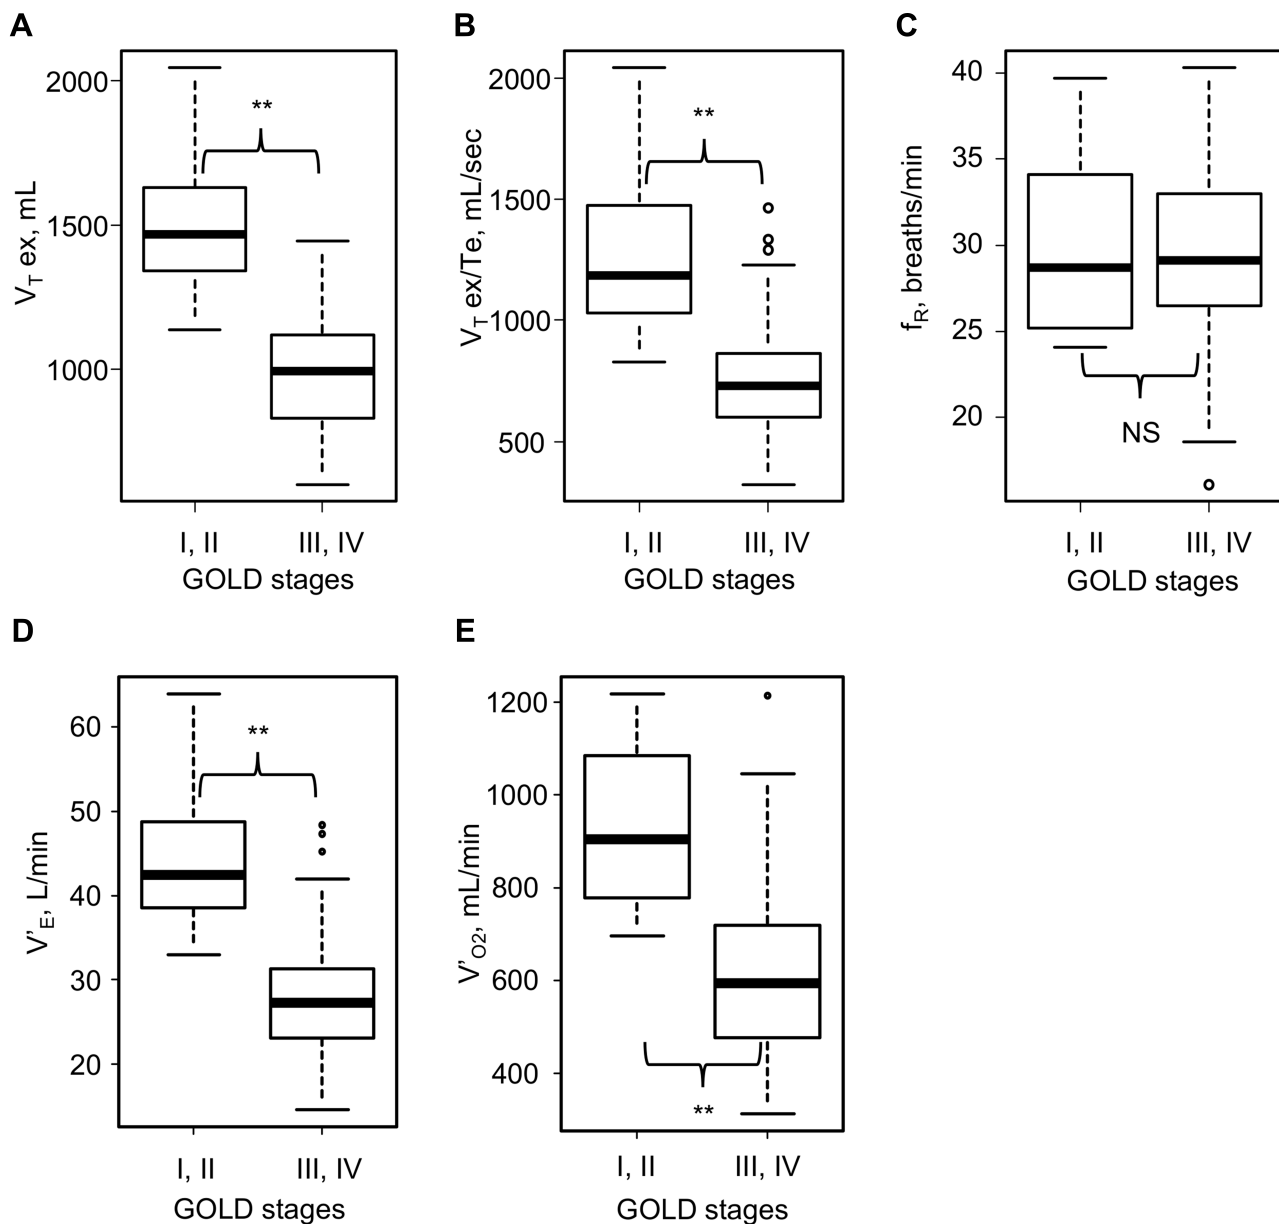 A
V_T ex, mL
2000
1500
1000
**
I, II
III, IV
GOLD stages
B
V_T ex/Te, mL/sec
2000
1500
1000
500
**
I, II
III, IV
GOLD stages
C
f_R, breaths/min
40
35
30
25
20
NS
I, II
III, IV
GOLD stages
D
V'_E, L/min
60
50
40
30
20
**
I, II
III, IV
GOLD stages
E
V'_O2, mL/min
1200
1000
800
600
400
**
I, II
III, IV
GOLD stages